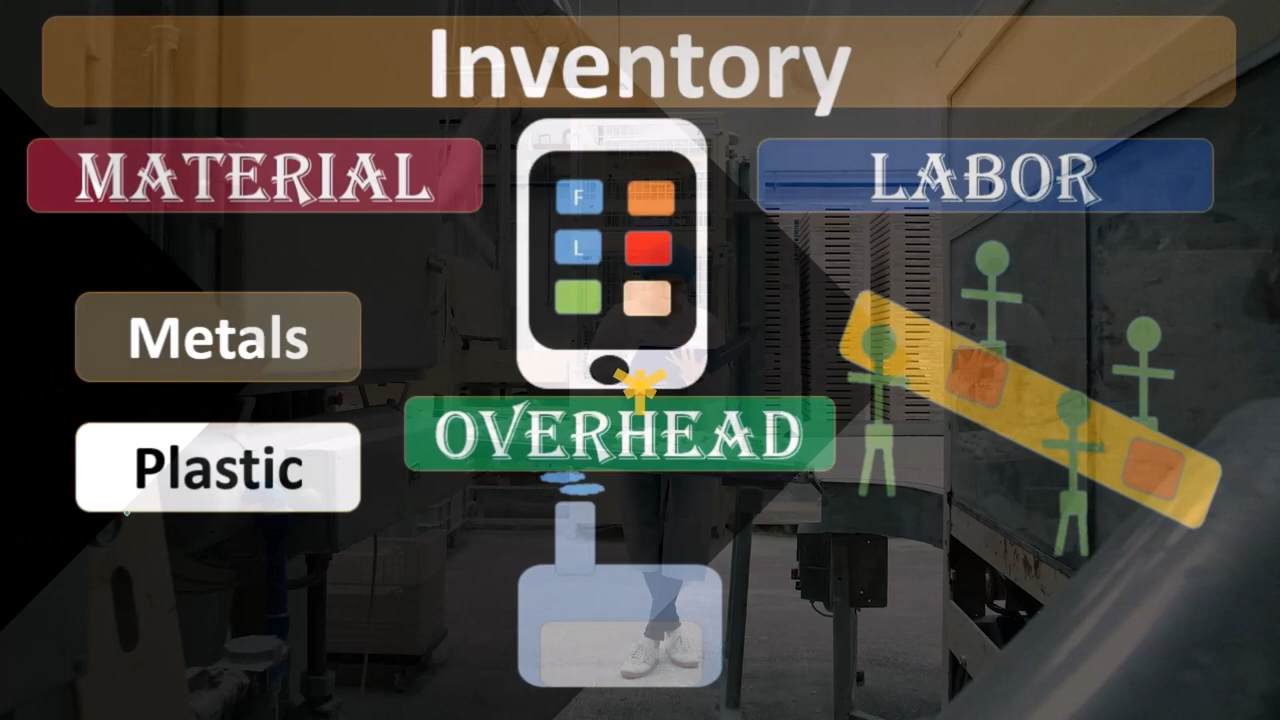 Inventory
MATERIAL
LABOR
F
L
Metals
OVERHEAD
Plastic